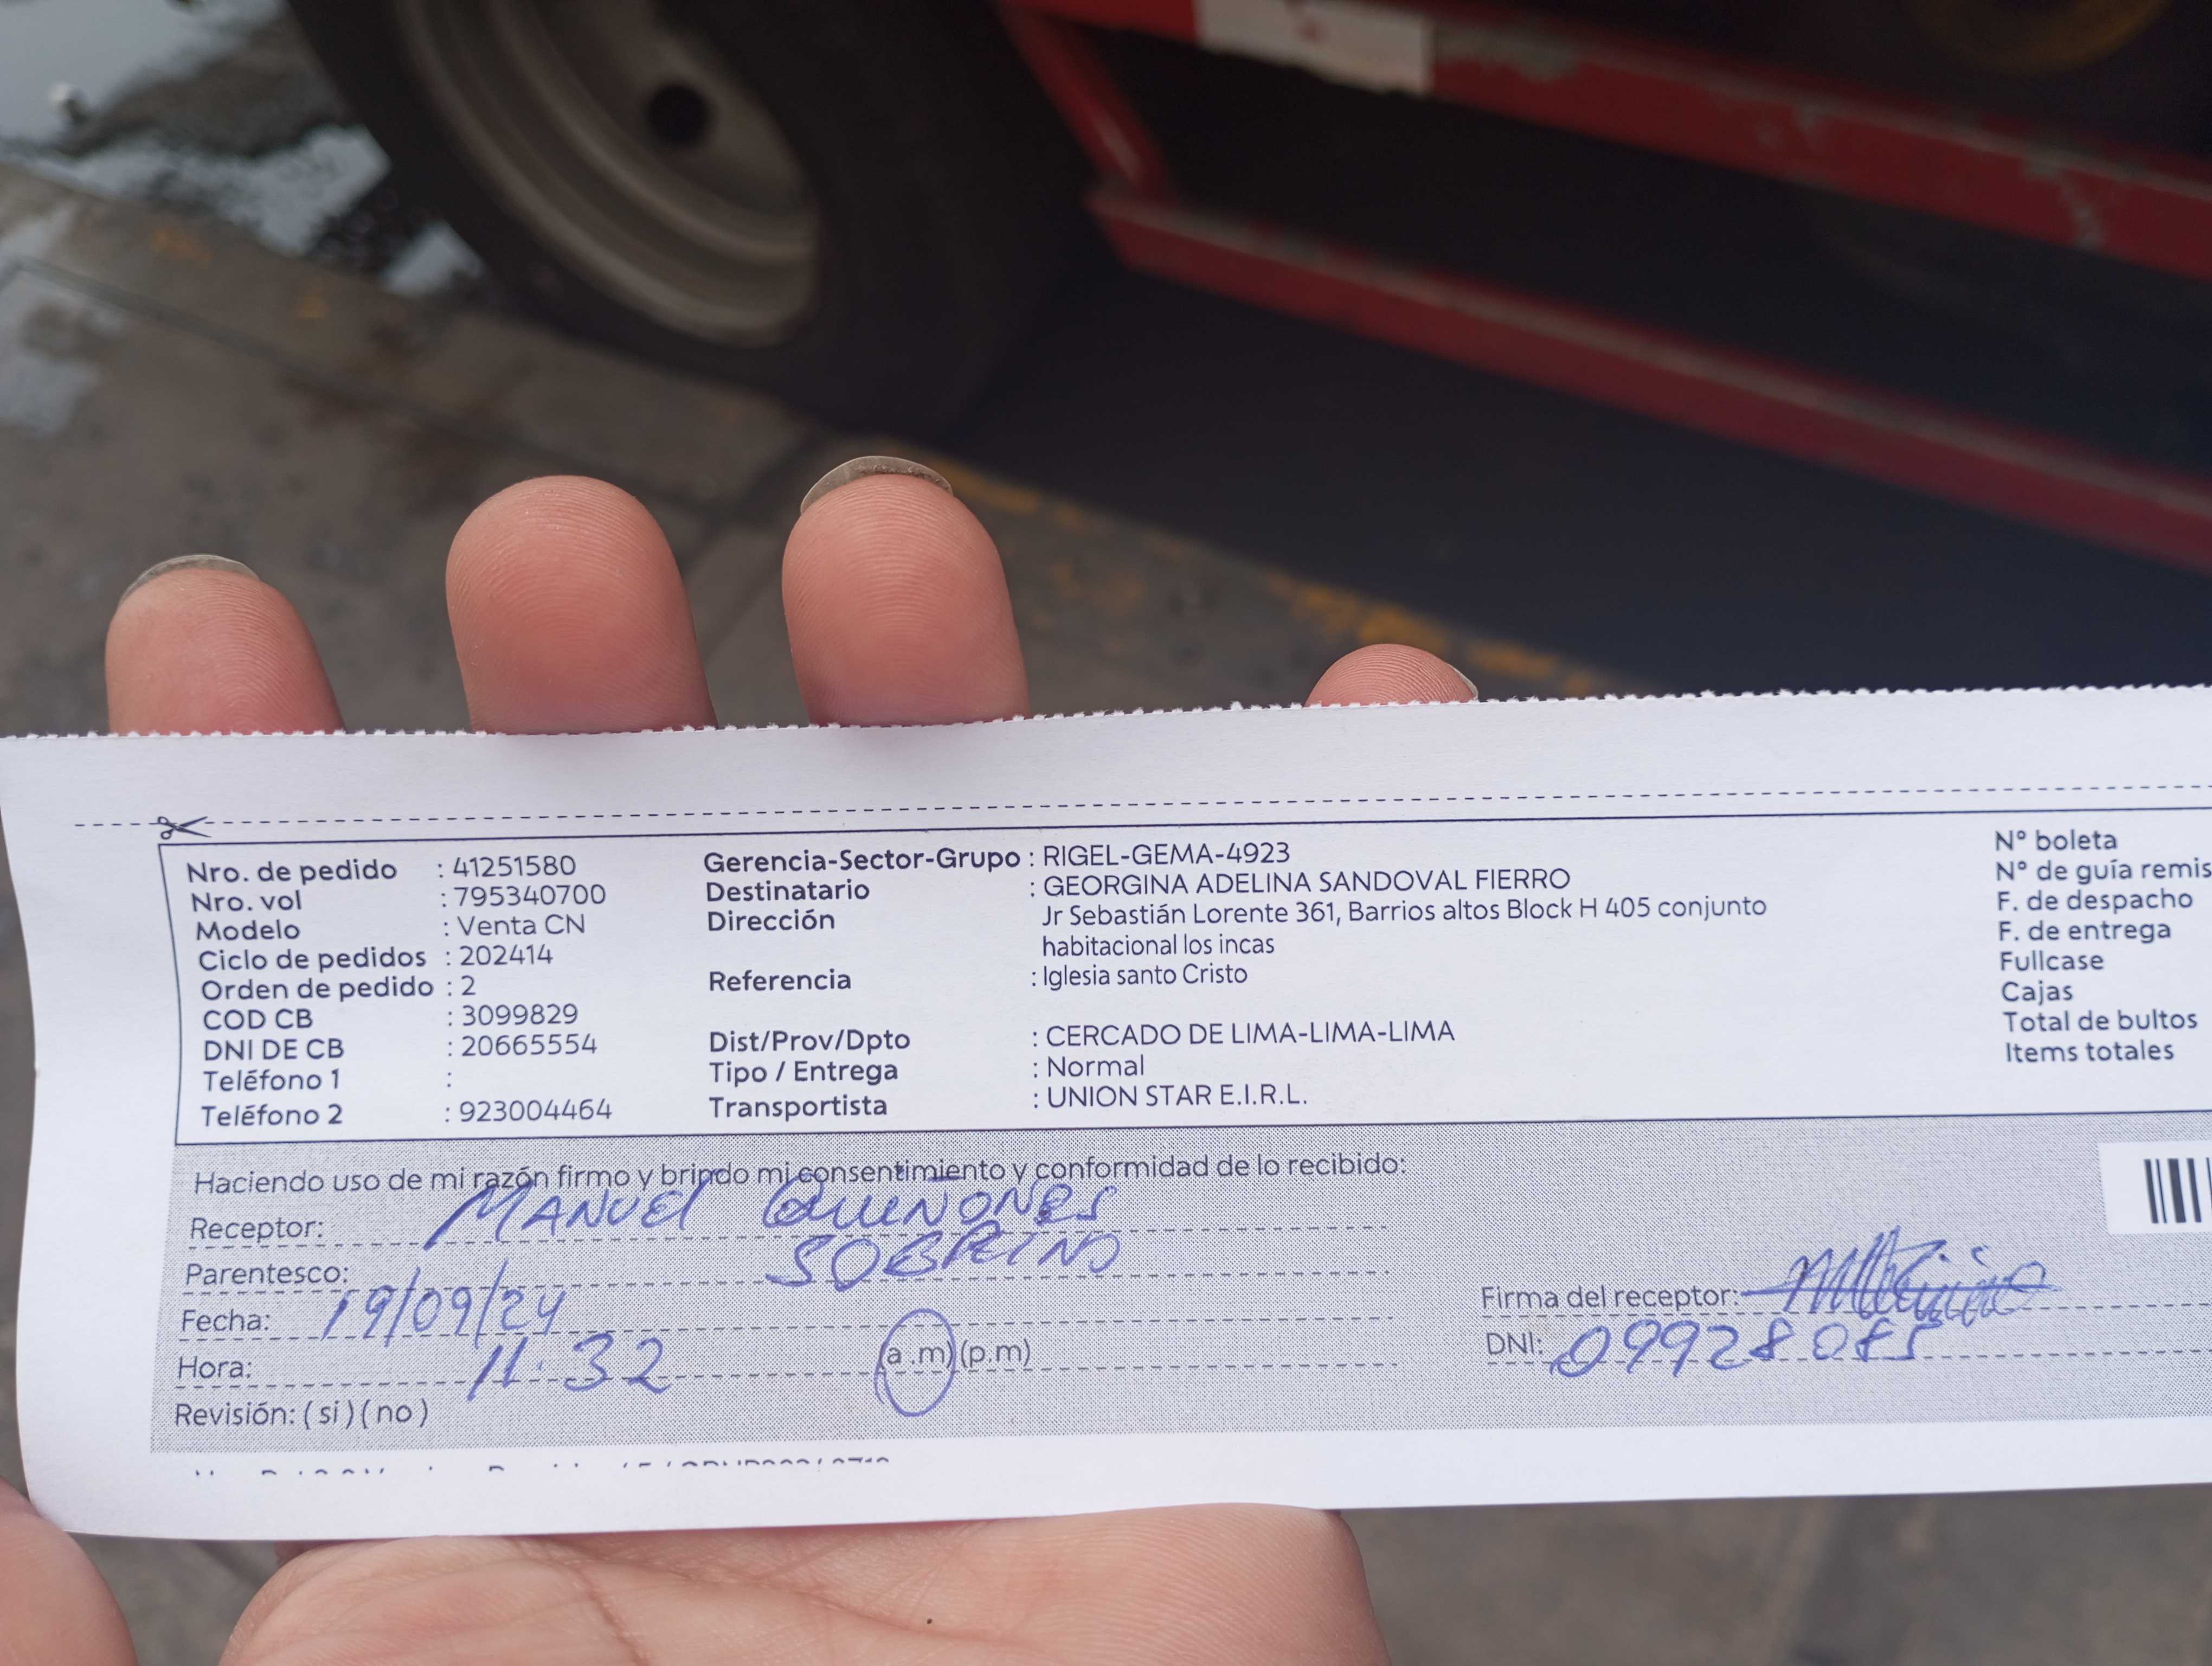 Nro. de pedido : 41251580
Nro. vol : 795340700
Modelo : Venta CN
Ciclo de pedidos : 202414
Orden de pedido : 2
COD CB : 3099829
DNI DE CB : 20665554
Teléfono 1 :
Teléfono 2 : 923004464
Gerencia-Sector-Grupo : RIGEL-GEMA-4923
Destinatario : GEORGINA ADELINA SANDOVAL FIERRO
Dirección Jr Sebastián Lorente 361, Barrios altos Block H 405 conjunto
habitacional los incas
Referencia : Iglesia santo Cristo
Dist/Prov/Dpto : CERCADO DE LIMA-LIMA-LIMA
Tipo / Entrega : Normal
Transportista : UNION STAR E.I.R.L.
Nº boleta
Nº de guía remis
F. de despacho
F. de entrega
Fullcase
Cajas
Total de bultos
Items totales
Haciendo uso de mi razón firmo y brindo mi consentimiento y conformidad de lo recibido:
Receptor: MANUEL QUIÑONES
Parentesco: SOBRINO
Fecha: 19/09/24
Hora: 11:32 (a.m) (p.m)
Revisión: ( si ) ( no )
Firma del receptor:
DNI: 09928085